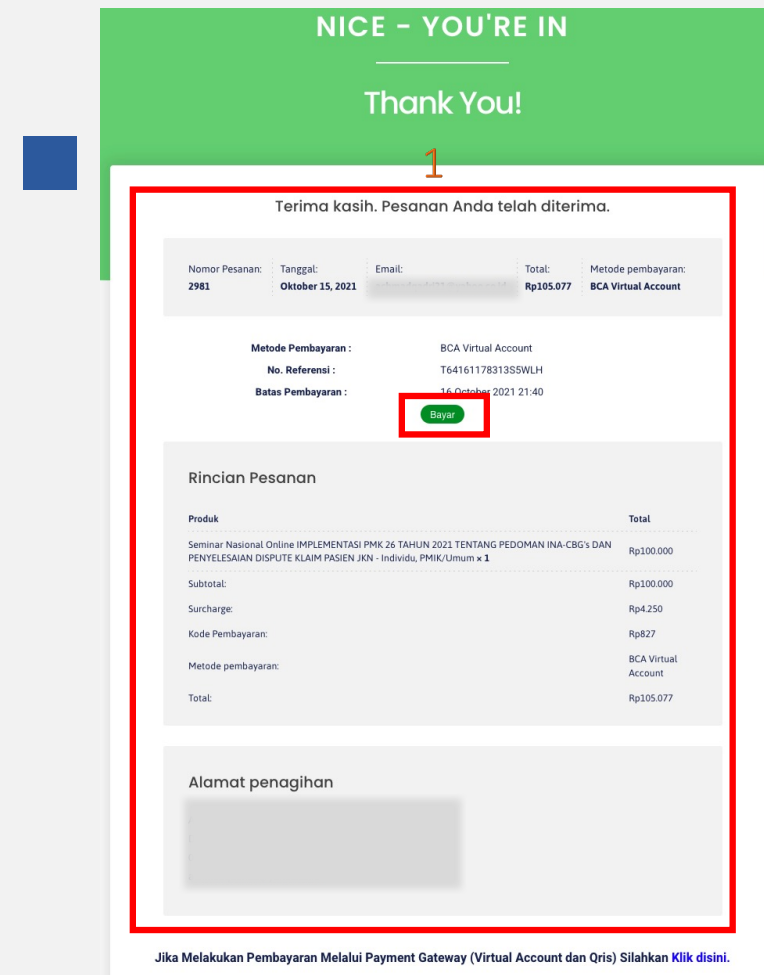 NICE - YOU'RE IN
Thank You!
1
Terima kasih. Pesanan Anda telah diterima.
Nomor Pesanan: Tanggal: Email: Total: Metode pembayaran:
2981 Oktober 15, 2021 Rp105.077 BCA Virtual Account
Metode Pembayaran : BCA Virtual Account
No. Referensi : T64161178313S5WLH
Batas Pembayaran : 16 October 2021 21:40
Bayar
Rincian Pesanan
Produk Total
Seminar Nasional Online IMPLEMENTASI PMK 26 TAHUN 2021 TENTANG PEDOMAN INA-CBG's DAN
PENYELESAIAN DISPUTE KLAIM PASIEN JKN - Individu, PMIK/Umum × 1 Rp100.000
Subtotal: Rp100.000
Surcharge: Rp4.250
Kode Pembayaran: Rp827
Metode pembayaran: BCA Virtual
Account
Total: Rp105.077
Alamat penagihan
Jika Melakukan Pembayaran Melalui Payment Gateway (Virtual Account dan Qris) Silahkan Klik disini.